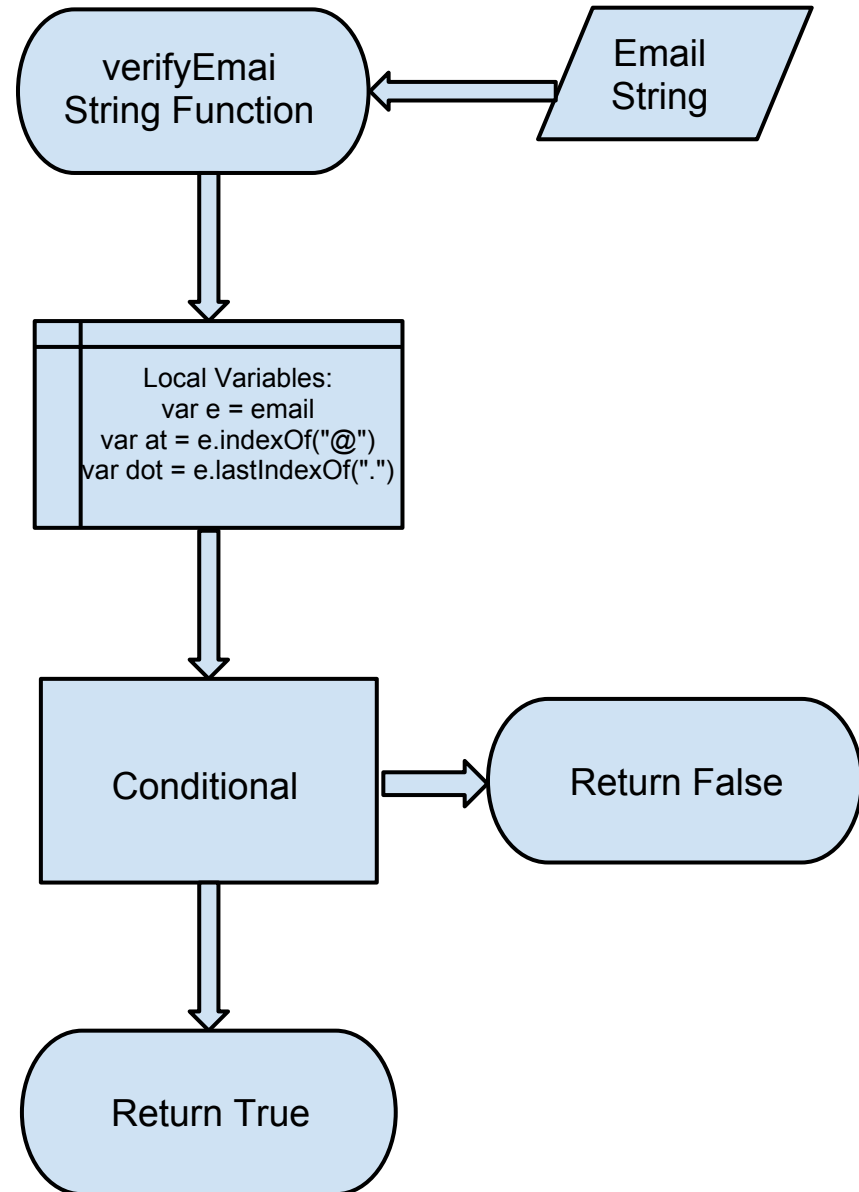 verifyEmai
String Function
Email
String
Local Variables:
var e = email
var at = e.indexOf("@")
var dot = e.lastIndexOf(".")
Conditional
Return False
Return True